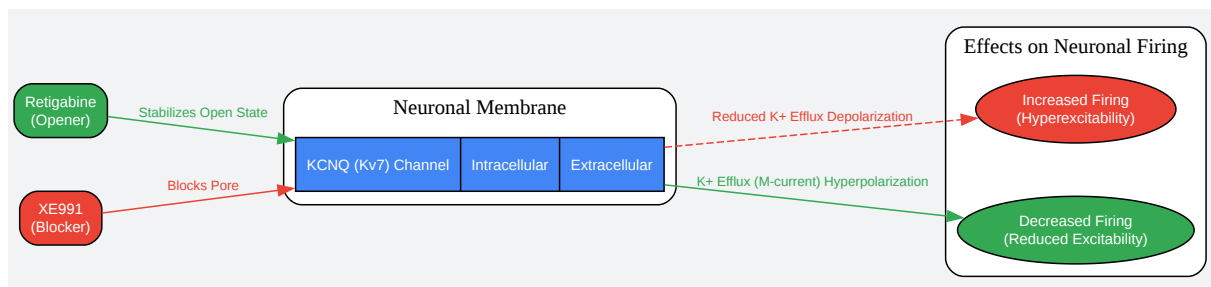 Effects on Neuronal Firing
Retigabine
(Opener)
Stabilizes Open State
Neuronal Membrane
Increased Firing
(Hyperexcitability)
Reduced K+ Efflux Depolarization
KCNQ (Kv7) Channel
Intracellular
Extracellular
Blocks Pore
K+ Efflux (M-current) Hyperpolarization
XE991
(Blocker)
Decreased Firing
(Reduced Excitability)